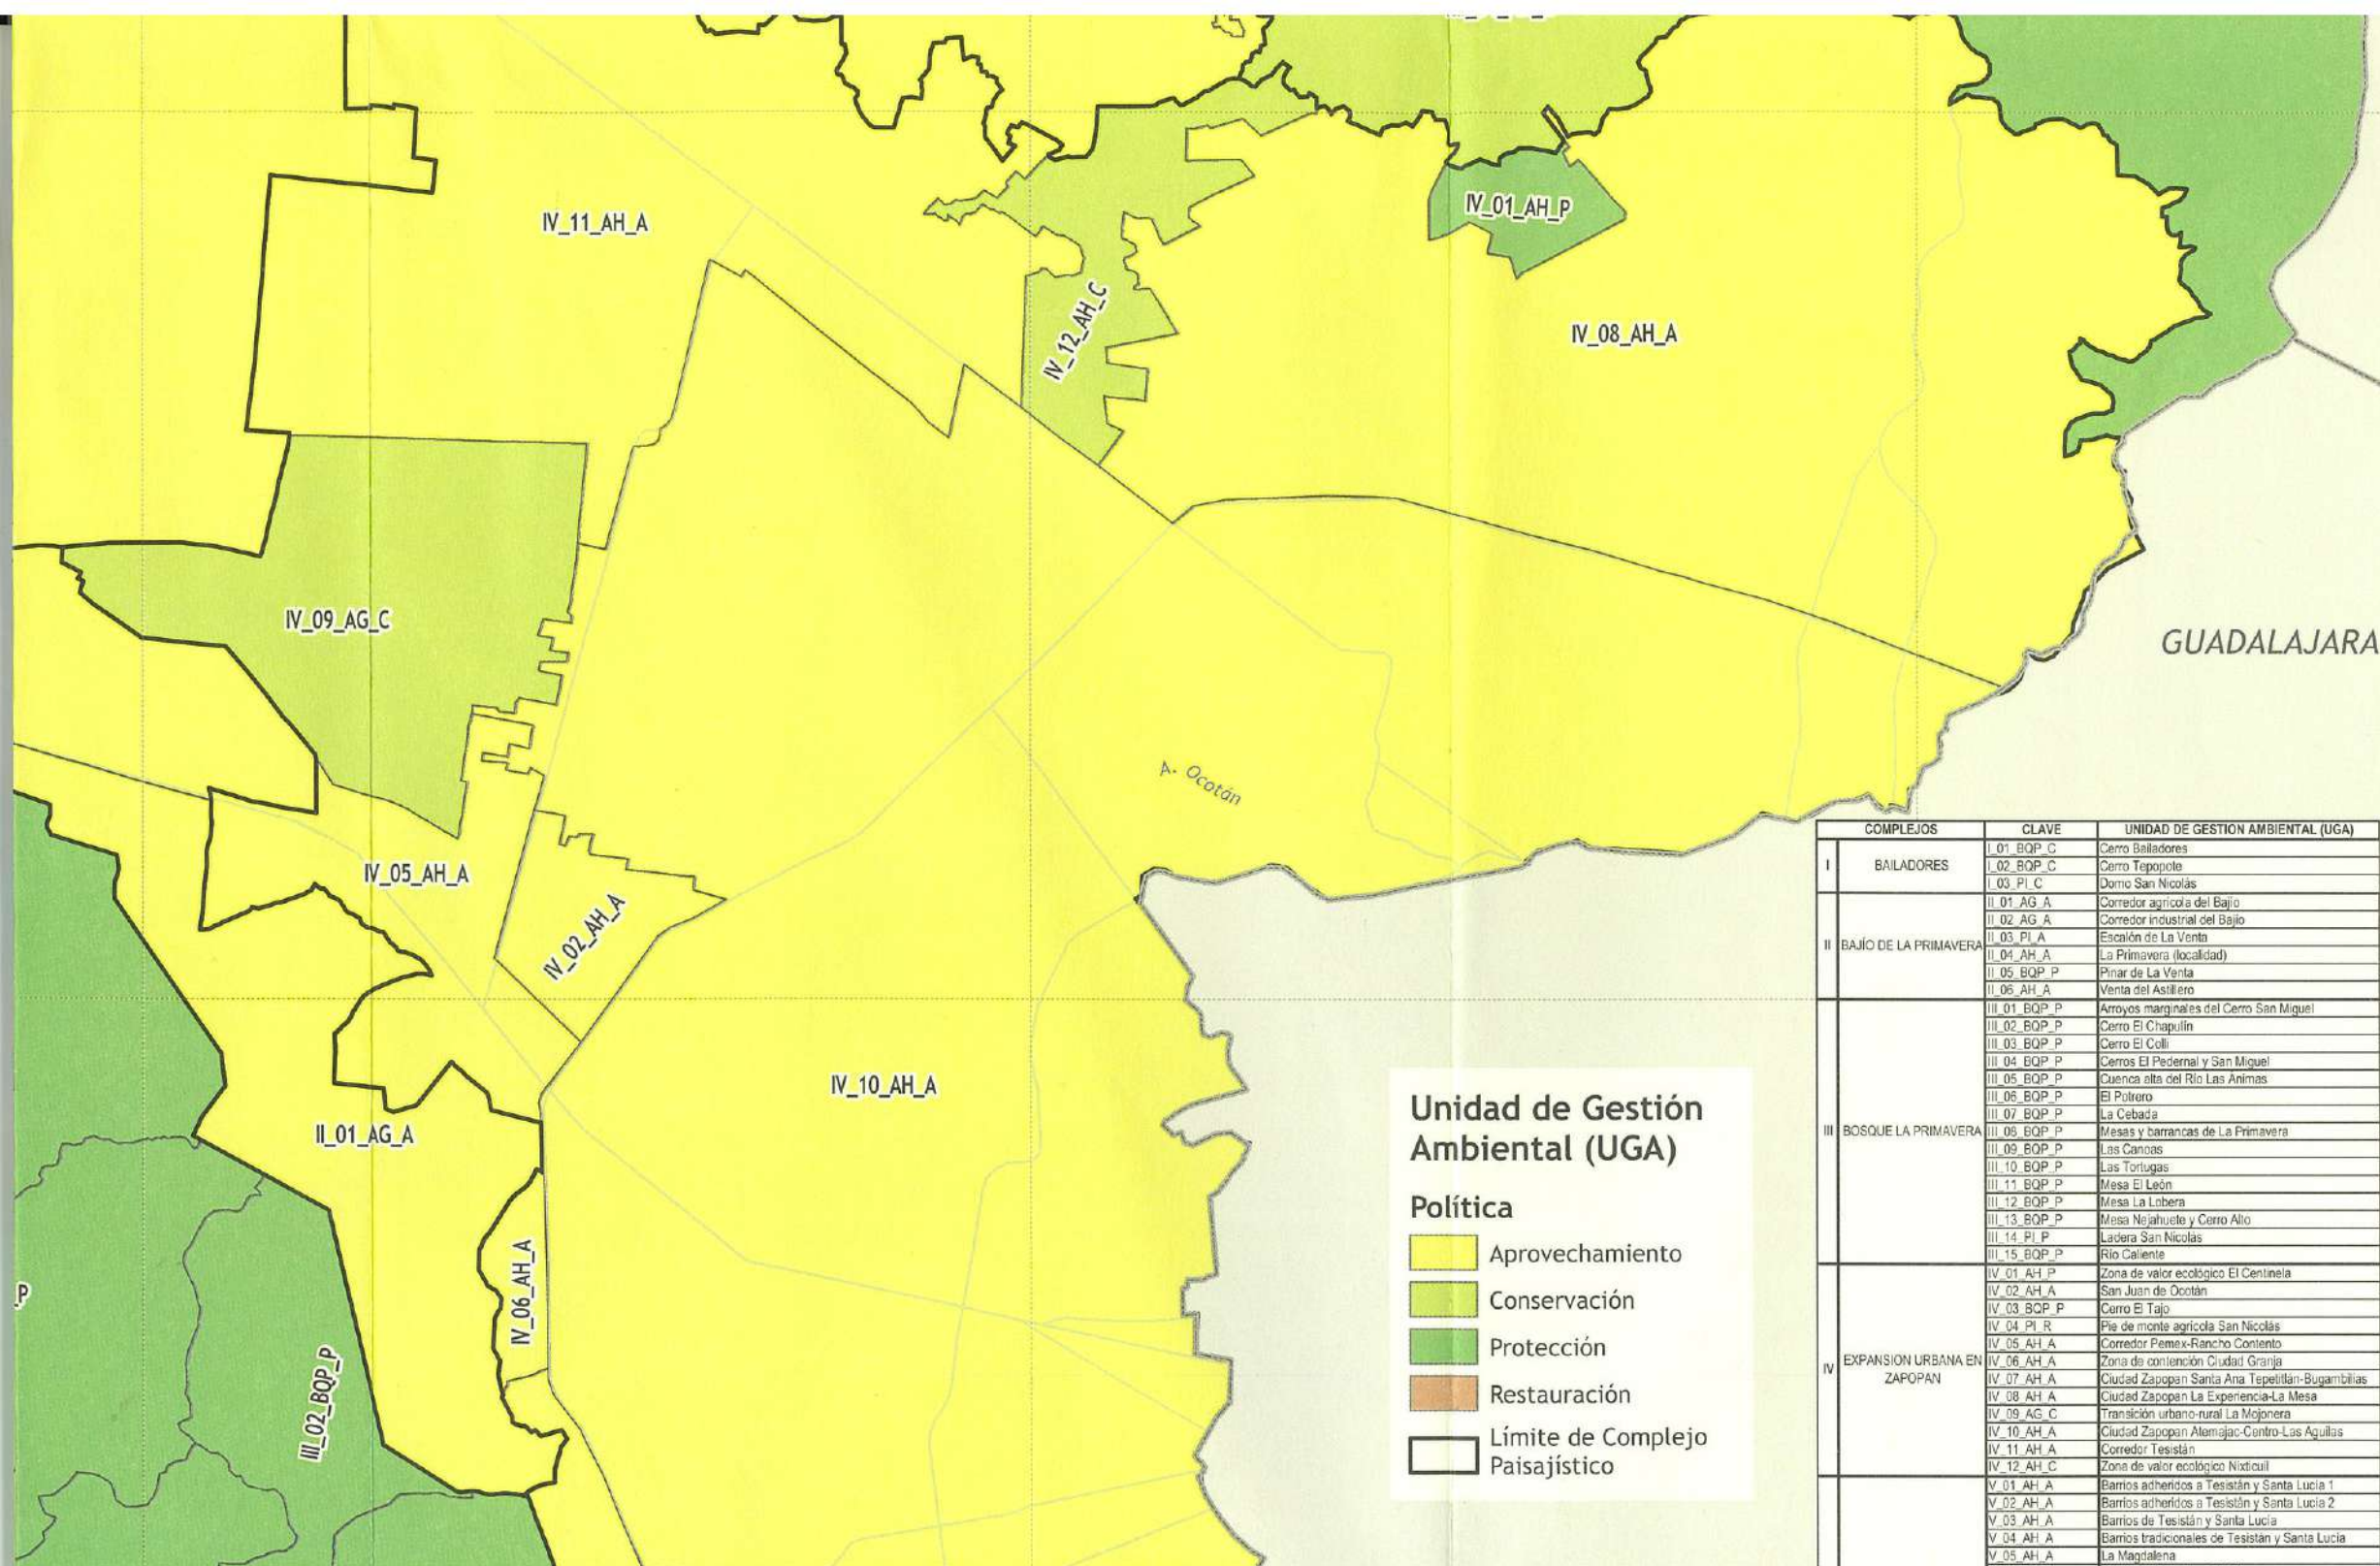 IV_11_AH_A
IV_01_AH_P
IV_12_AH_C
IV_08_AH_A
IV_09_AG_C
GUADALAJARA
A. Ocotán
IV_05_AH_A
IV_02_AH_A
IV_10_AH_A
II_01_AG_A
IV_06_AH_A
_P
III_02_BQP_P
Unidad de Gestión
Ambiental (UGA)
Política
Aprovechamiento
Conservación
Protección
Restauración
Límite de Complejo
Paisajístico
COMPLEJOS CLAVE UNIDAD DE GESTION AMBIENTAL (UGA)
I BAILADORES
I_01_BQP_C Cerro Bailadores
I_02_BQP_C Cerro Tepopote
I_03_PI_C Domo San Nicolás
II BAJÍO DE LA PRIMAVERA
II_01_AG_A Corredor agrícola del Bajío
II_02_AG_A Corredor industrial del Bajío
II_03_PI_A Escalón de La Venta
II_04_AH_A La Primavera (localidad)
II_05_BQP_P Pinar de La Venta
II_06_AH_A Venta del Astillero
III BOSQUE LA PRIMAVERA
III_01_BQP_P Arroyos marginales del Cerro San Miguel
III_02_BQP_P Cerro El Chapulín
III_03_BQP_P Cerro El Colli
III_04_BQP_P Cerros El Pedernal y San Miguel
III_05_BQP_P Cuenca alta del Río Las Animas
III_06_BQP_P El Potrero
III_07_BQP_P La Cebada
III_08_BQP_P Mesas y barrancas de La Primavera
III_09_BQP_P Las Canoas
III_10_BQP_P Las Tortugas
III_11_BQP_P Mesa El León
III_12_BQP_P Mesa La Lobera
III_13_BQP_P Mesa Nejahuete y Cerro Alto
III_14_PI_P Ladera San Nicolás
III_15_BQP_P Río Caliente
IV EXPANSION URBANA EN
ZAPOPAN
IV_01_AH_P Zona de valor ecológico El Centinela
IV_02_AH_A San Juan de Ocotán
IV_03_BQP_P Cerro El Tajo
IV_04_PI_R Pie de monte agrícola San Nicolás
IV_05_AH_A Corredor Pemex-Rancho Contento
IV_06_AH_A Zona de contención Ciudad Granja
IV_07_AH_A Ciudad Zapopan Santa Ana Tepetitlán-Bugambilias
IV_08_AH_A Ciudad Zapopan La Experiencia-La Mesa
IV_09_AG_C Transición urbano-rural La Mojonera
IV_10_AH_A Ciudad Zapopan Atemajac-Centro-Las Aguilas
IV_11_AH_A Corredor Tesistán
IV_12_AH_C Zona de valor ecológico Nixticuil
V_01_AH_A Barrios adheridos a Tesistán y Santa Lucia 1
V_02_AH_A Barrios adheridos a Tesistán y Santa Lucia 2
V_03_AH_A Barrios de Tesistán y Santa Lucía
V_04_AH_A Barrios tradicionales de Tesistán y Santa Lucía
V_05_AH_A La Magdalena